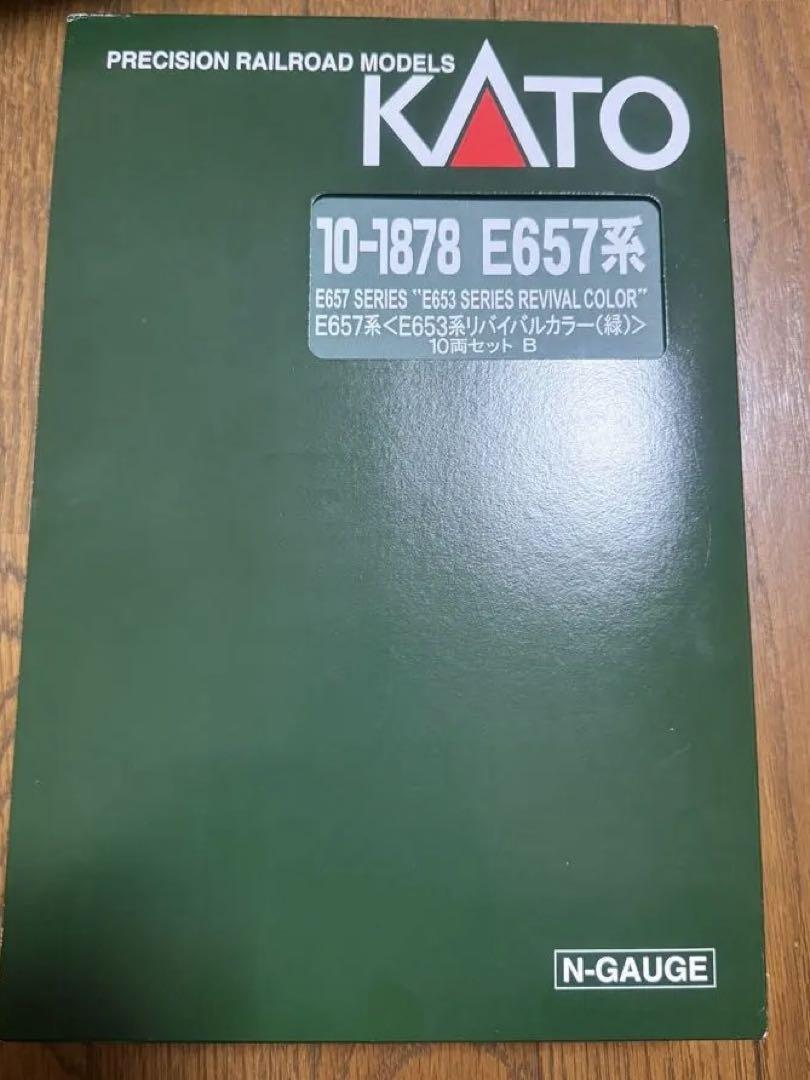 PRECISION RAILROAD MODELS
KATO
10-1878 E657系
E657 SERIES "E653 SERIES REVIVAL COLOR"
E657系<E653系リバイバルカラー(緑)>
10両セット B
N-GAUGE